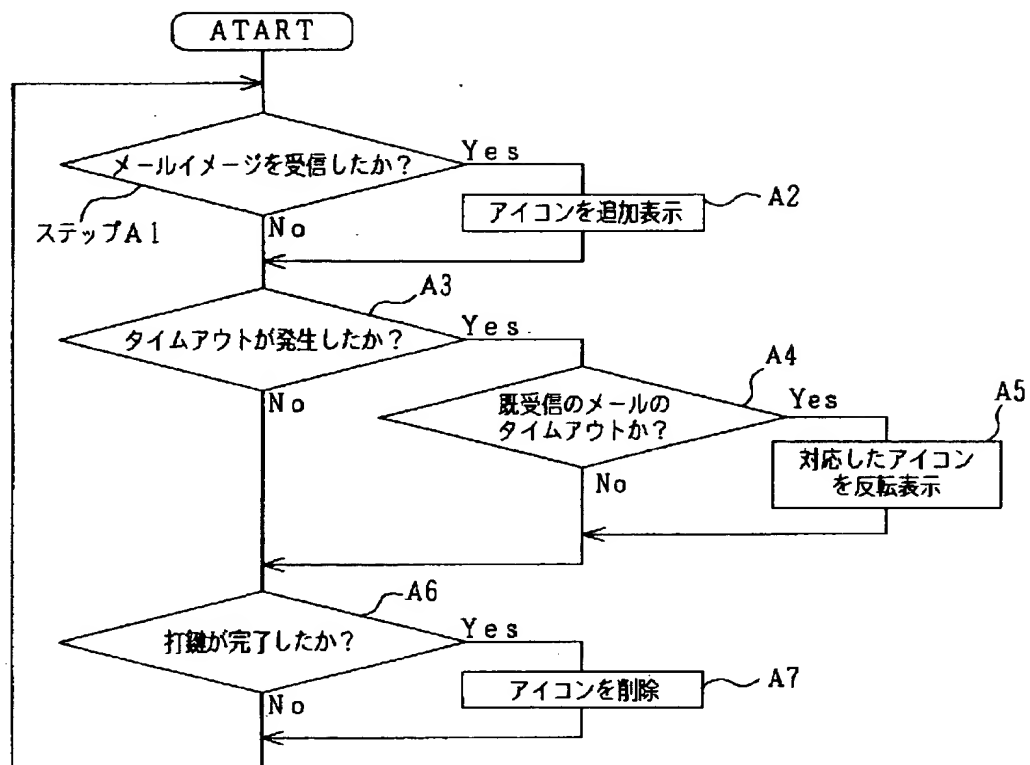 ATART
メールイメージを受信したか?
Yes
A2
アイコンを追加表示
ステップA1
No
A3
タイムアウトが発生したか?
Yes
A4
No
既受信のメールの
タイムアウトか?
Yes
A5
対応したアイコン
を反転表示
No
A6
打鍵が完了したか?
Yes
A7
アイコンを削除
No